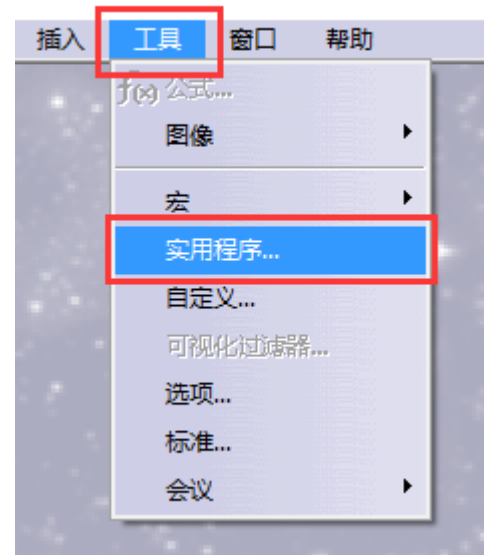 插入 工具 窗口 帮助
f(x) 公式...
图像
宏
实用程序...
自定义...
可视化过滤器...
选项...
标准...
会议